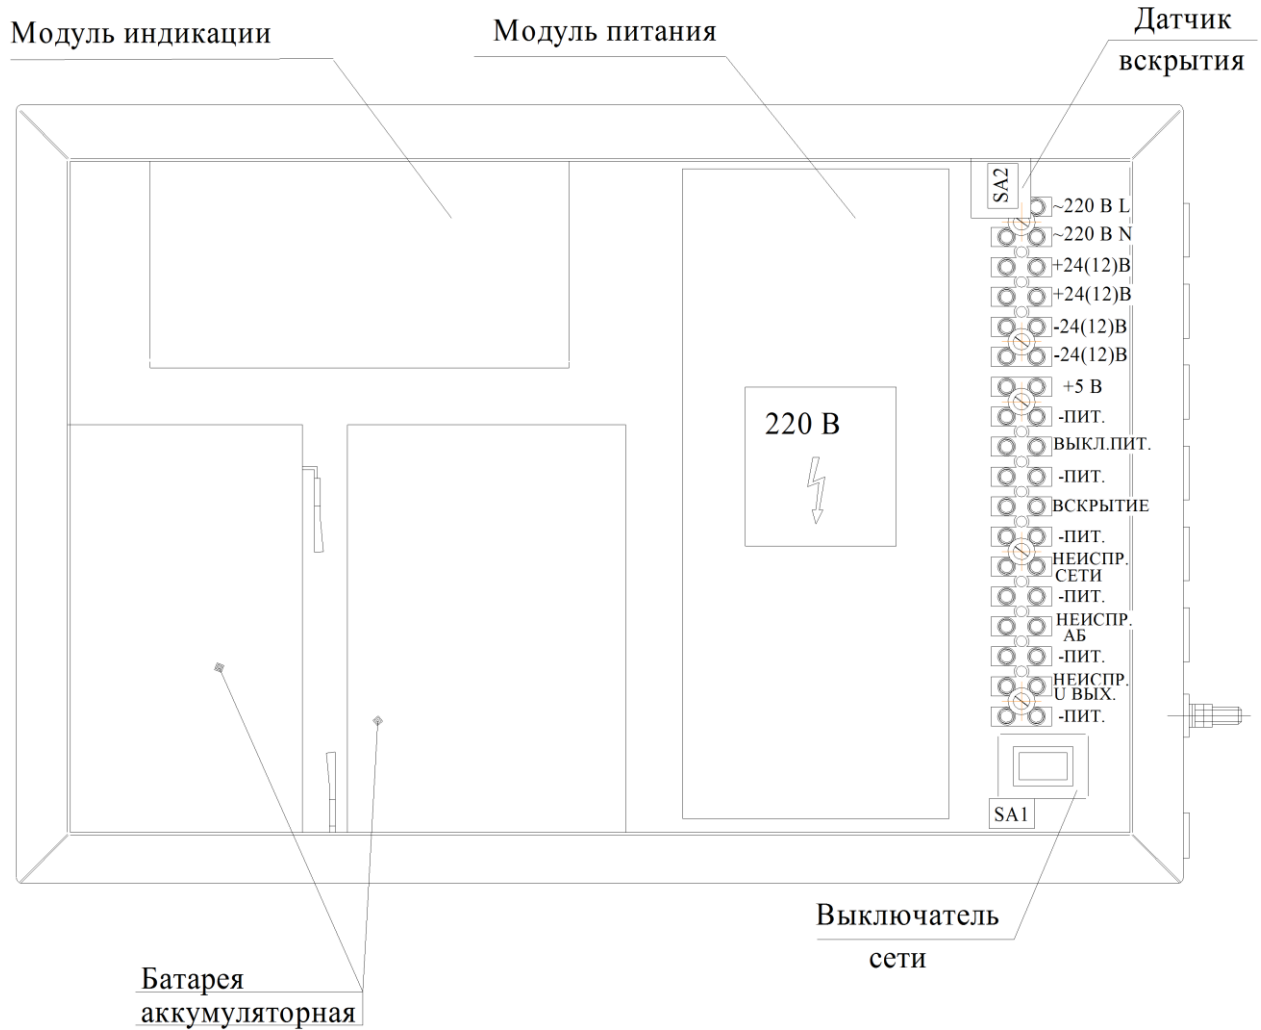 Модуль индикации
Модуль питания
Датчик
вскрытия
SA2
~220 В L
~220 В N
+24(12)В
+24(12)В
-24(12)В
-24(12)В
+5 В
-ПИТ.
ВЫКЛ.ПИТ.
-ПИТ.
ВСКРЫТИЕ
-ПИТ.
НЕИСПР.
СЕТИ
-ПИТ.
НЕИСПР.
АБ
-ПИТ.
НЕИСПР.
U ВЫХ.
-ПИТ.
220 В
SA1
Выключатель
сети
Батарея
аккумуляторная